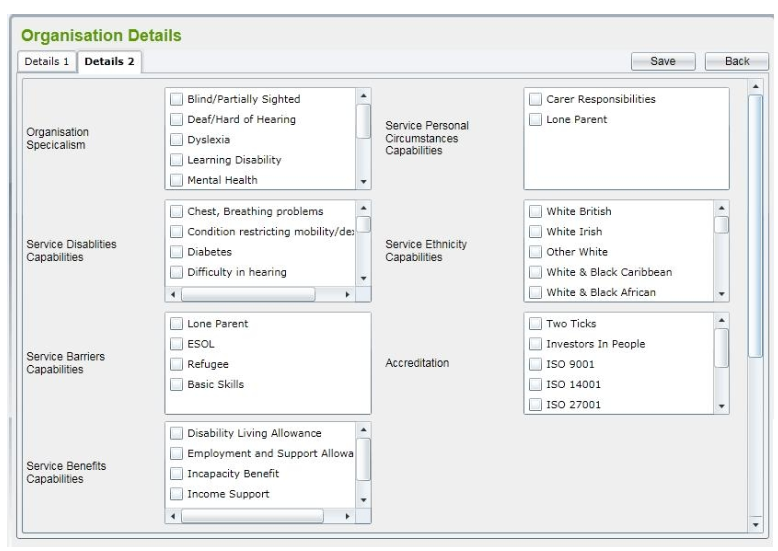 Organisation Details
Details 1 Details 2 Save Back
Organisation
Specicalism
Blind/Partially Sighted
Deaf/Hard of Hearing
Dyslexia
Learning Disability
Mental Health
Service Personal
Circumstances
Capabilities
Carer Responsibilities
Lone Parent
Service Disablities
Capabilities
Chest, Breathing problems
Condition restricting mobility/de
Diabetes
Difficulty in hearing
Service Ethnicity
Capabilities
White British
White Irish
Other White
White & Black Caribbean
White & Black African
Service Barriers
Capabilities
Lone Parent
ESOL
Refugee
Basic Skills
Accreditation
Two Ticks
Investors In People
ISO 9001
ISO 14001
ISO 27001
Service Benefits
Capabilities
Disability Living Allowance
Employment and Support Allowa
Incapacity Benefit
Income Support